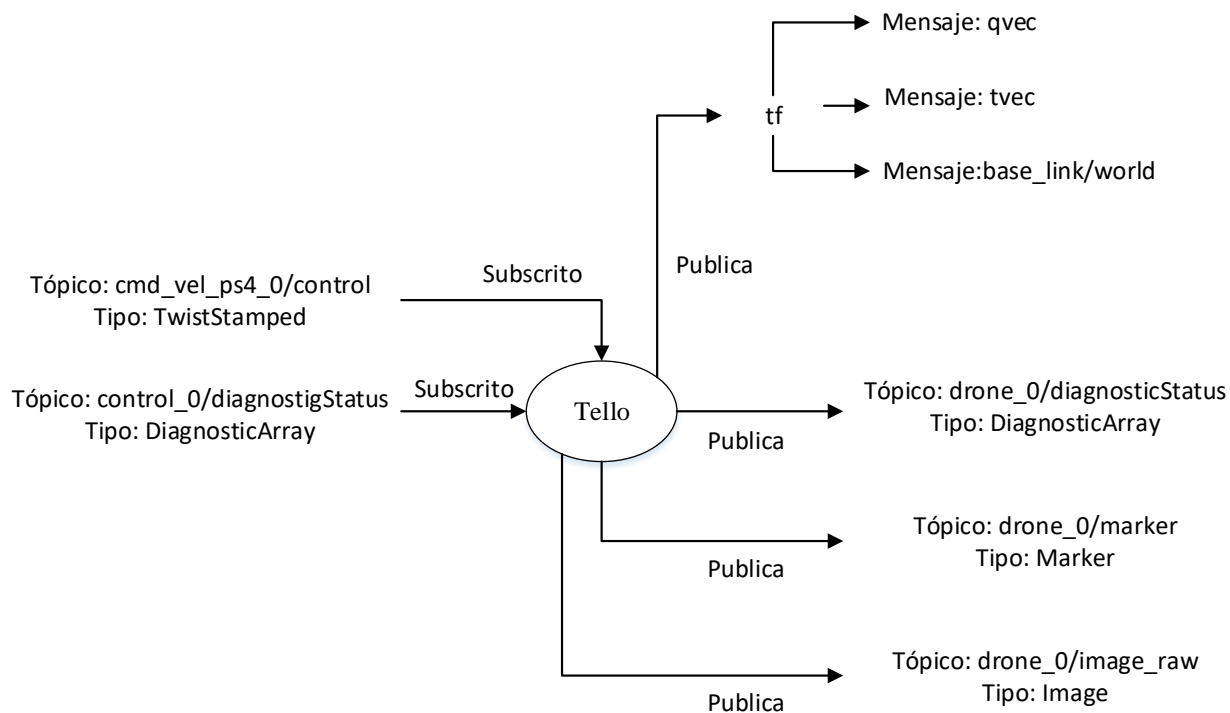 Mensaje: qvec
Mensaje: tvec
tf
Mensaje:base_link/world
Publica
Subscrito
Tópico: cmd_vel_ps4_0/control
Tipo: TwistStamped
Subscrito
Tópico: control_0/diagnostigStatus
Tipo: DiagnosticArray
Tello
Tópico: drone_0/diagnosticStatus
Tipo: DiagnosticArray
Publica
Tópico: drone_0/marker
Tipo: Marker
Publica
Tópico: drone_0/image_raw
Tipo: Image
Publica